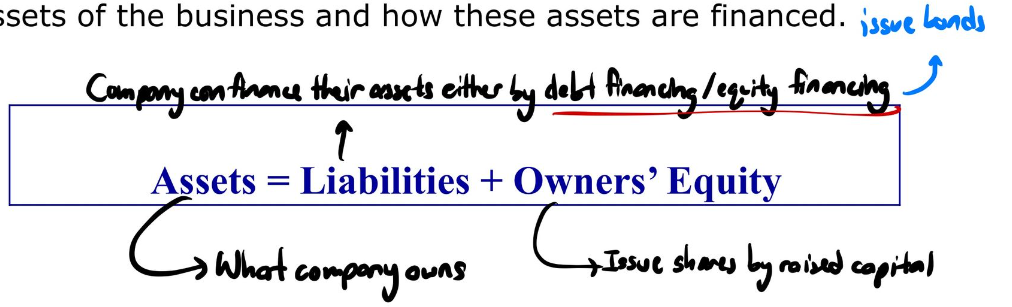 ssets of the business and how these assets are financed.
issue bonds
Company can finance their assets either by debt financing/equity financing
Assets = Liabilities + Owners' Equity
What company owns
Issue shares by raised capital